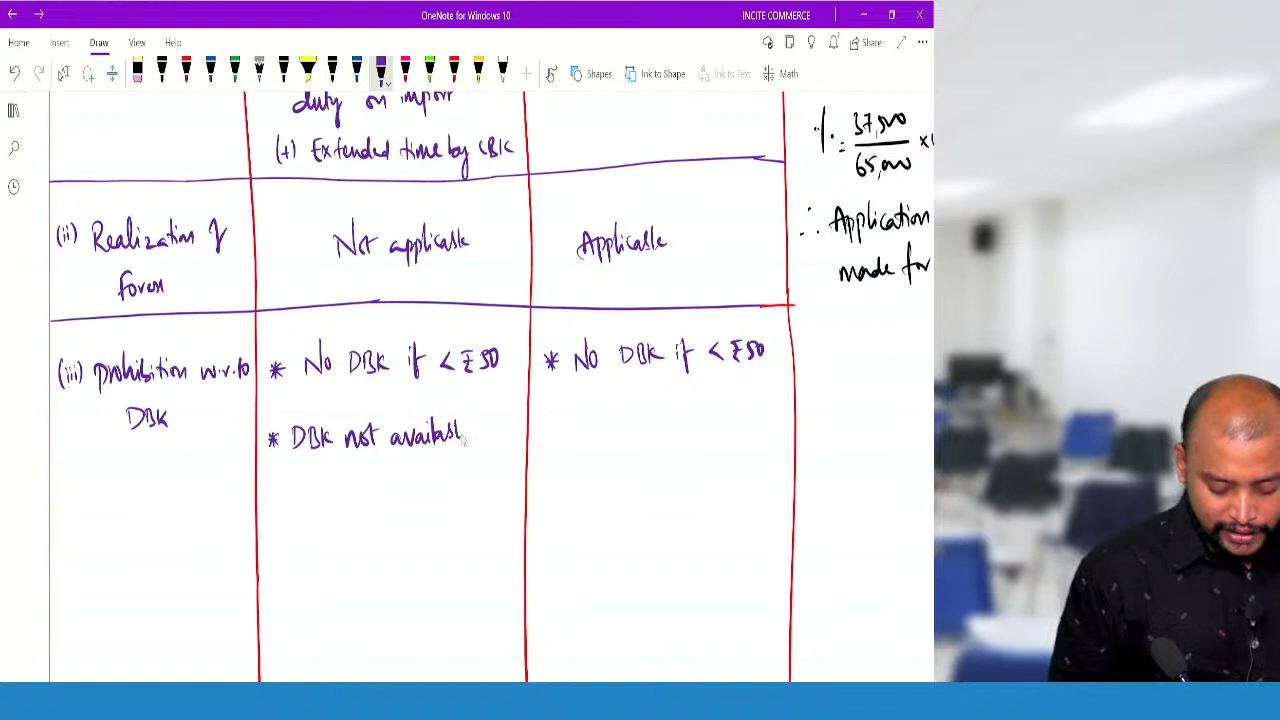 OneNote for Windows 10
INCITE COMMERCE
Home Insert Draw View Help
Share
Shapes
Ink to Shape
Ink to Text
Math
duty on import
(+) Extended time by CBIC
(ii) Realization of
forex
Not applicable
Applicable
(iii) prohibition w.r.to
DBK
* No DBK if < ₹50
* DBK not availabl
* No DBK if < ₹50
37,500
65,000
∴ Application
made for